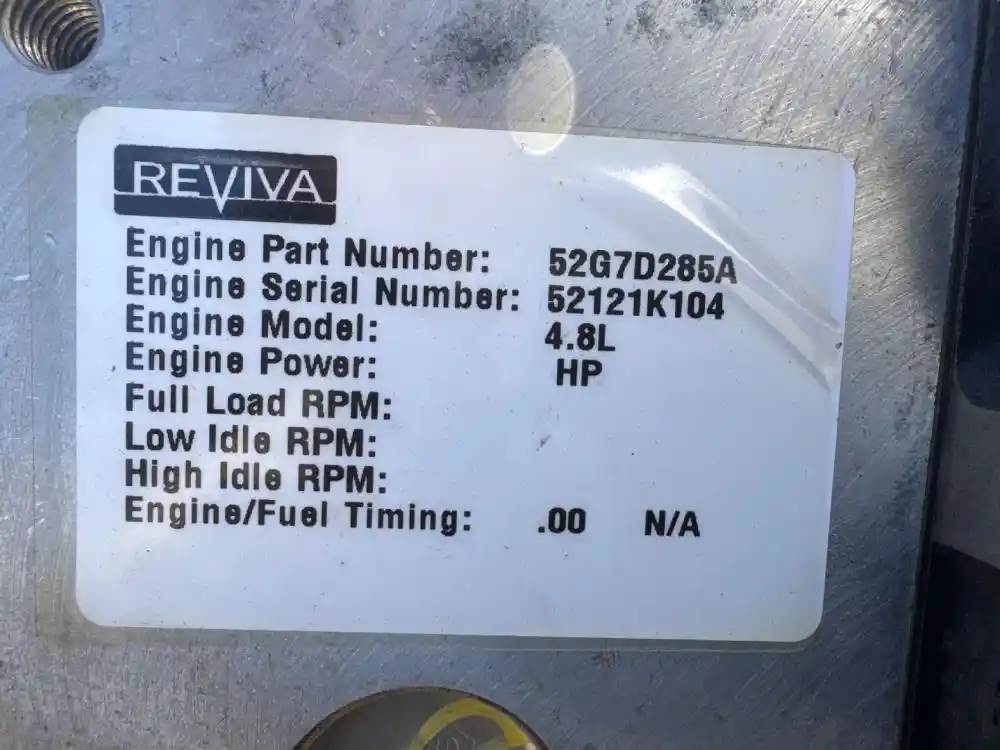 REVIVA
Engine Part Number: 52G7D285A
Engine Serial Number: 52121K104
Engine Model: 4.8L
Engine Power: HP
Full Load RPM:
Low Idle RPM:
High Idle RPM:
Engine/Fuel Timing: .00 N/A